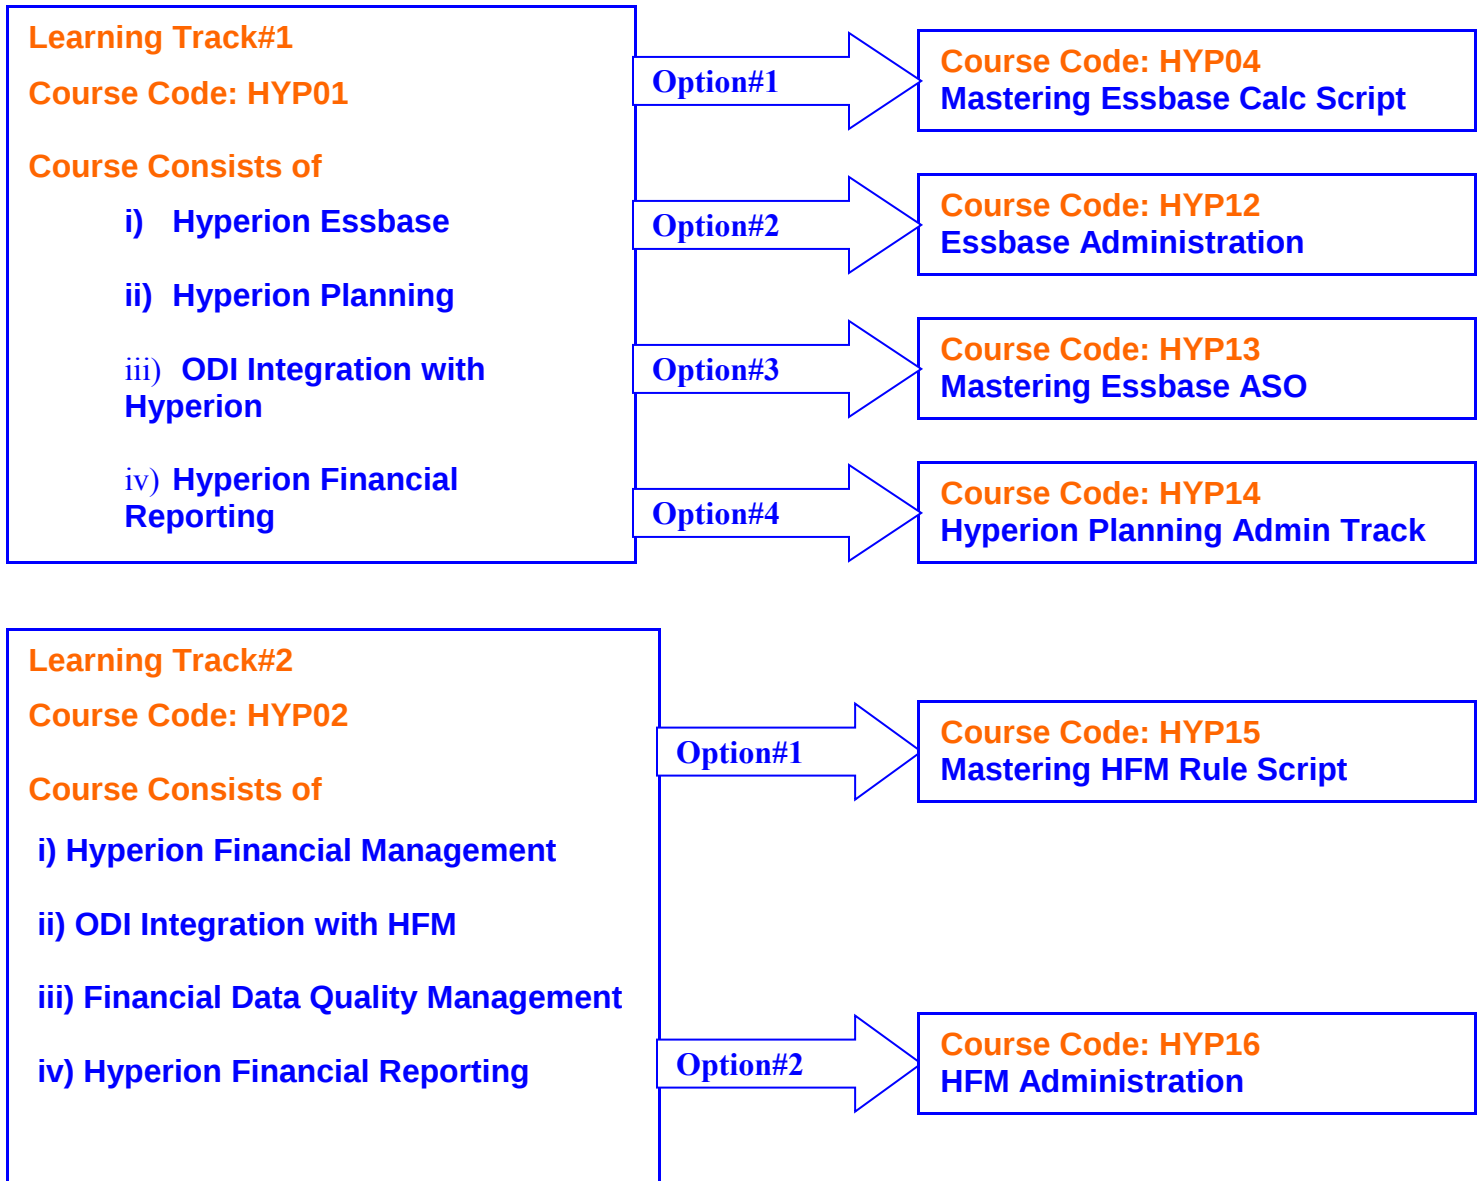 Learning Track#1
Course Code: HYP01
Course Consists of
i) Hyperion Essbase
ii) Hyperion Planning
iii) ODI Integration with
Hyperion
iv) Hyperion Financial
Reporting
Option#1
Course Code: HYP04
Mastering Essbase Calc Script
Option#2
Course Code: HYP12
Essbase Administration
Option#3
Course Code: HYP13
Mastering Essbase ASO
Option#4
Course Code: HYP14
Hyperion Planning Admin Track
Learning Track#2
Course Code: HYP02
Course Consists of
i) Hyperion Financial Management
ii) ODI Integration with HFM
iii) Financial Data Quality Management
iv) Hyperion Financial Reporting
Option#1
Course Code: HYP15
Mastering HFM Rule Script
Option#2
Course Code: HYP16
HFM Administration